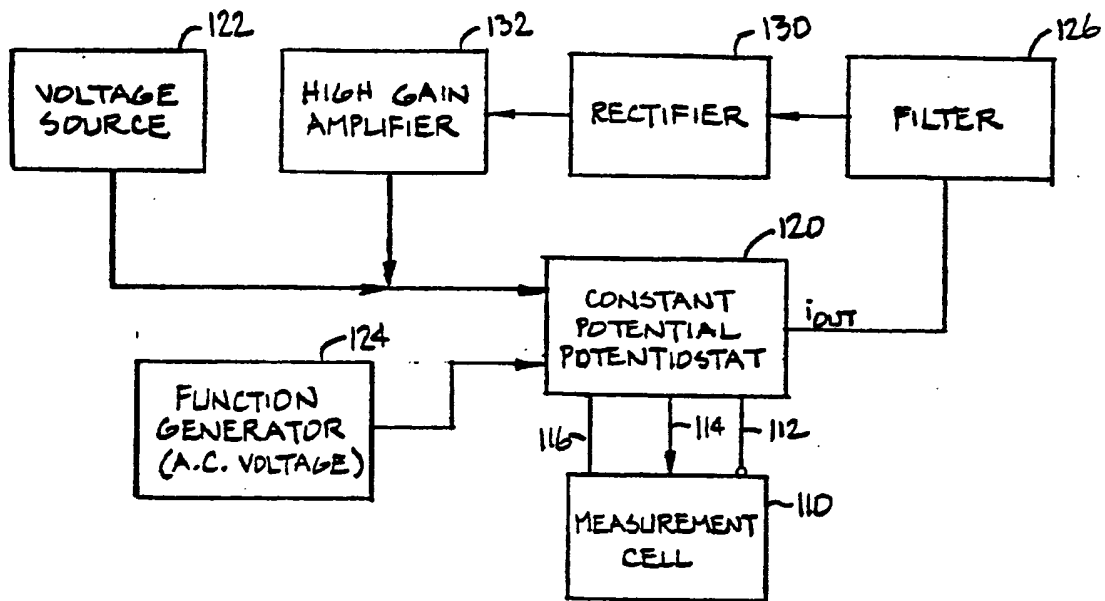 122
132
130
126
VOLTAGE
SOURCE
HIGH GAIN
AMPLIFIER
RECTIFIER
FILTER
120
CONSTANT
POTENTIAL
POTENTIOSTAT
iOUT
124
FUNCTION
GENERATOR
(A.C. VOLTAGE)
116
114
112
110
MEASUREMENT
CELL